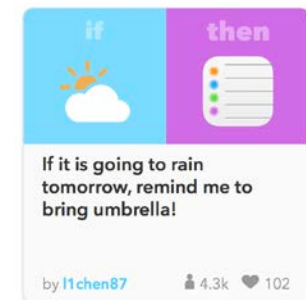 if then
If it is going to rain
tomorrow, remind me to
bring umbrella!
by l1chen87 4.3k 102